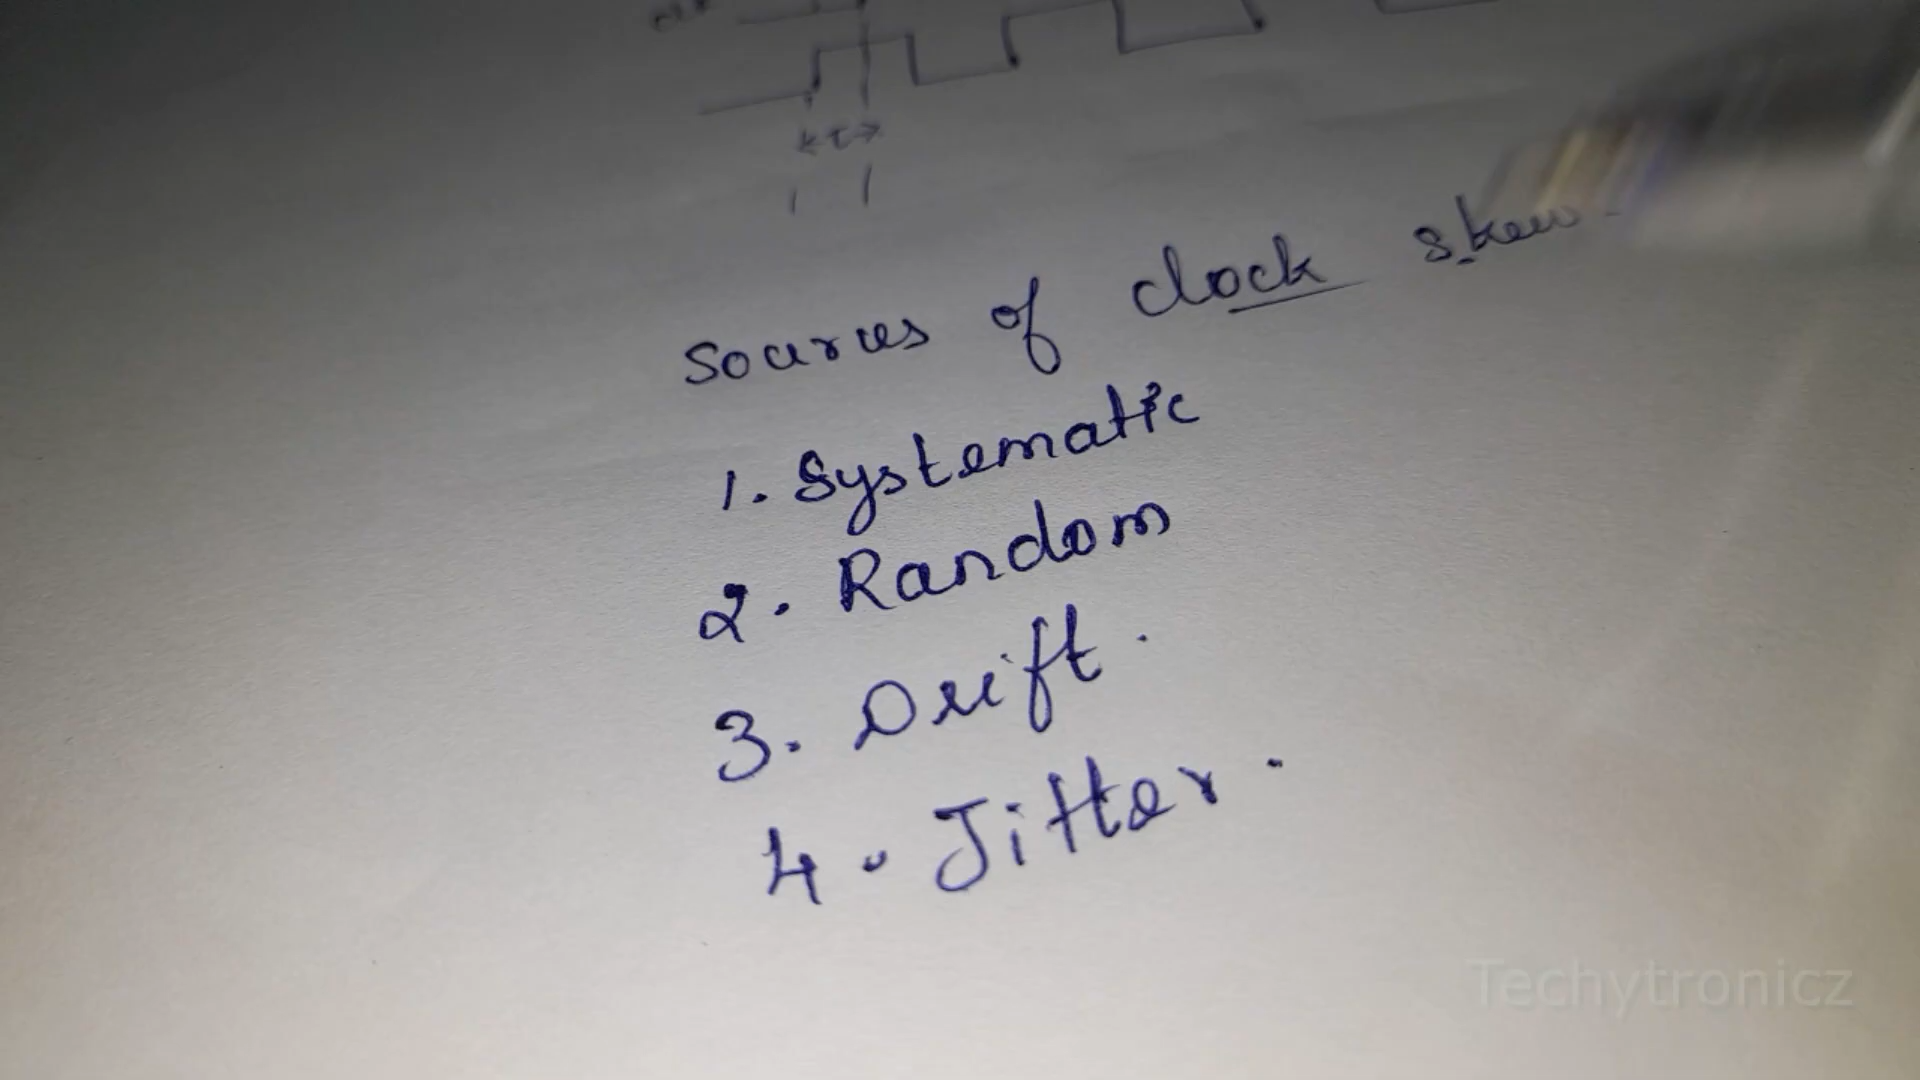 Sources of clock skew.
1. Systematic
2. Random
3. Drift.
4. Jitter.
Techytronicz